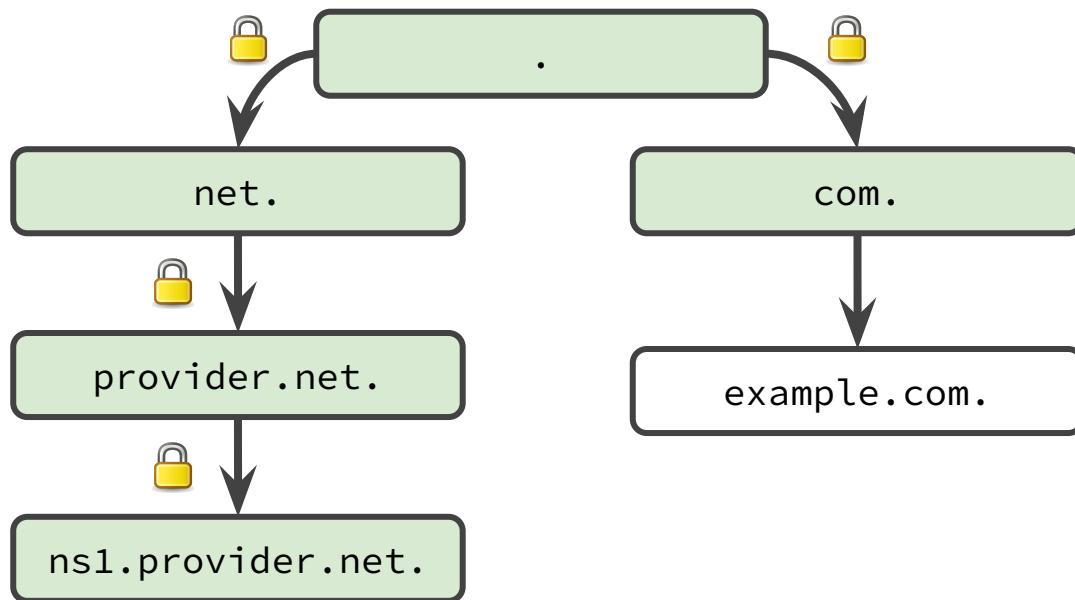 .
net.
com.
provider.net.
example.com.
ns1.provider.net.